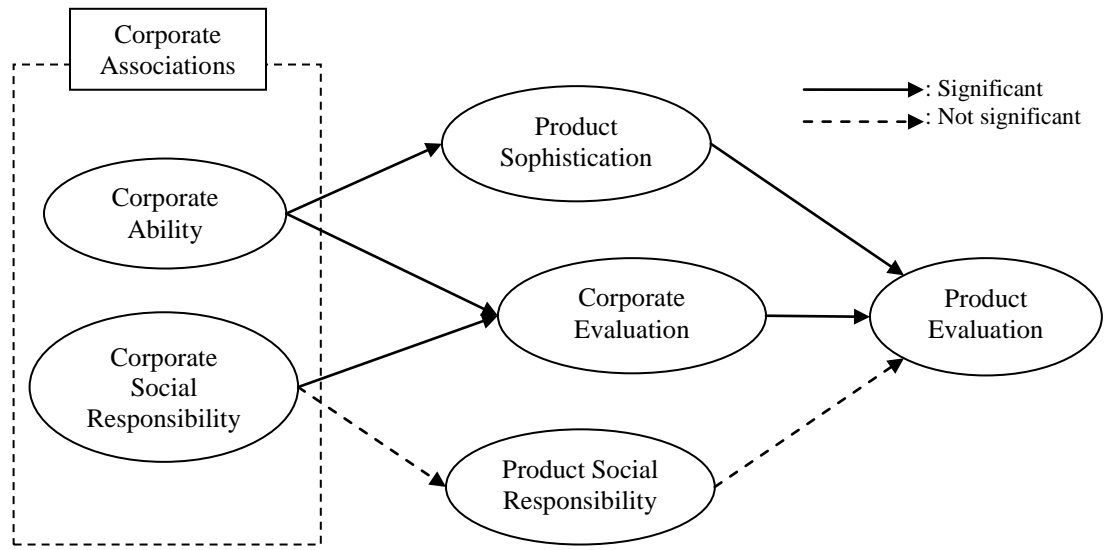 Corporate
Associations
: Significant
: Not significant
Product
Sophistication
Corporate
Ability
Corporate
Evaluation
Product
Evaluation
Corporate
Social
Responsibility
Product Social
Responsibility